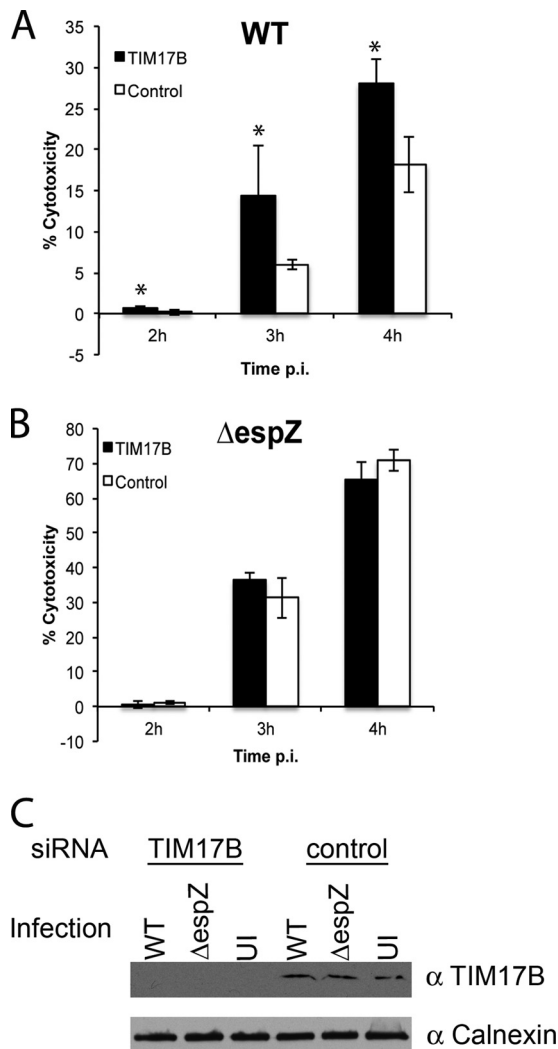 A
WT
TIM17B
Control
% Cytotoxicity
35
30
25
20
15
10
5
0
-5
*
*
*
2h
3h
4h
Time p.i.
B
ΔespZ
TIM17B
Control
% Cytotoxicity
80
70
60
50
40
30
20
10
0
-10
2h
3h
4h
Time p.i.
C
siRNA TIM17B control
Infection WT ΔespZ UI WT ΔespZ UI
α TIM17B
α Calnexin